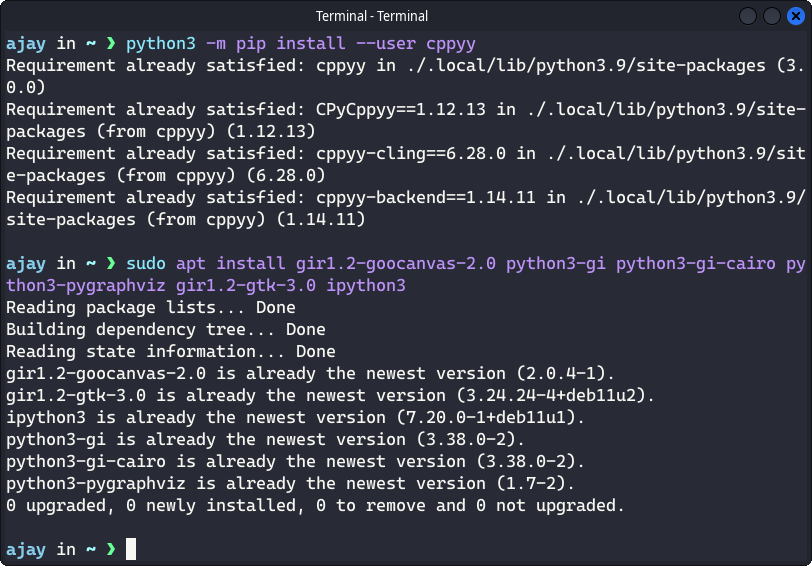 Terminal - Terminal
ajay in ~ ❯ python3 -m pip install --user cppyy
Requirement already satisfied: cppyy in ./.local/lib/python3.9/site-packages (3.
0.0)
Requirement already satisfied: CPyCppyy==1.12.13 in ./.local/lib/python3.9/site-
packages (from cppyy) (1.12.13)
Requirement already satisfied: cppyy-cling==6.28.0 in ./.local/lib/python3.9/sit
e-packages (from cppyy) (6.28.0)
Requirement already satisfied: cppyy-backend==1.14.11 in ./.local/lib/python3.9/
site-packages (from cppyy) (1.14.11)
ajay in ~ ❯ sudo apt install gir1.2-goocanvas-2.0 python3-gi python3-gi-cairo py
thon3-pygraphviz gir1.2-gtk-3.0 ipython3
Reading package lists... Done
Building dependency tree... Done
Reading state information... Done
gir1.2-goocanvas-2.0 is already the newest version (2.0.4-1).
gir1.2-gtk-3.0 is already the newest version (3.24.24-4+deb11u2).
ipython3 is already the newest version (7.20.0-1+deb11u1).
python3-gi is already the newest version (3.38.0-2).
python3-gi-cairo is already the newest version (3.38.0-2).
python3-pygraphviz is already the newest version (1.7-2).
0 upgraded, 0 newly installed, 0 to remove and 0 not upgraded.
ajay in ~ ❯